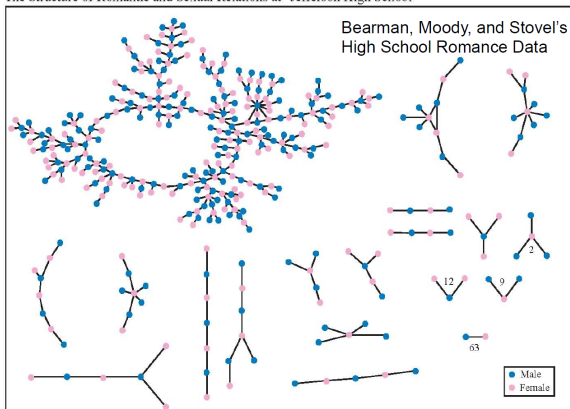 The Structure of Romantic and Sexual Relations at "Jefferson High School"
Bearman, Moody, and Stovel's
High School Romance Data
2
12
9
63
Male
Female